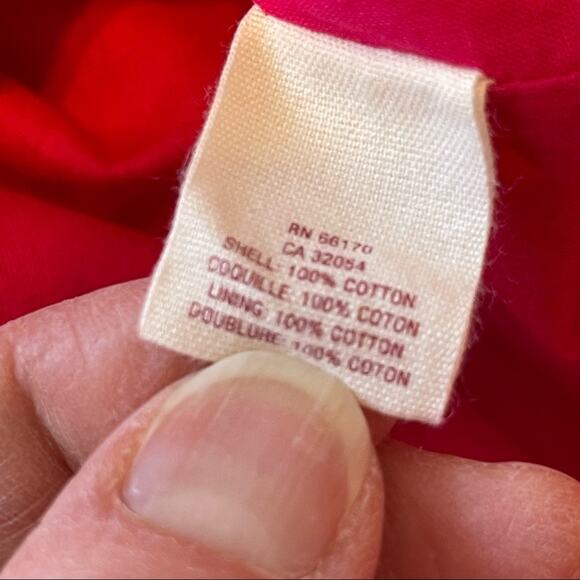 RN 66170
CA 32054
SHELL: 100% COTTON
COQUILLE: 100% COTON
LINING: 100% COTTON
DOUBLURE: 100% COTON